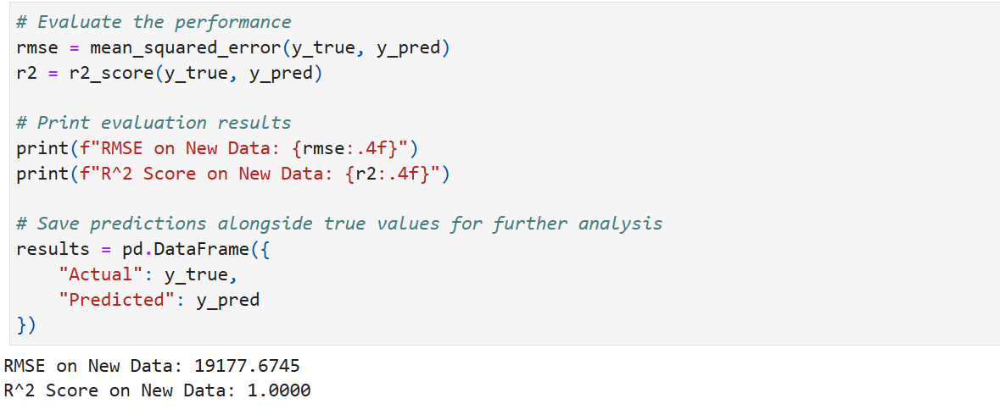 # Evaluate the performance
rmse = mean_squared_error(y_true, y_pred)
r2 = r2_score(y_true, y_pred)
# Print evaluation results
print(f"RMSE on New Data: {rmse:.4f}")
print(f"R^2 Score on New Data: {r2:.4f}")
# Save predictions alongside true values for further analysis
results = pd.DataFrame({
    "Actual": y_true,
    "Predicted": y_pred
})
RMSE on New Data: 19177.6745
R^2 Score on New Data: 1.0000